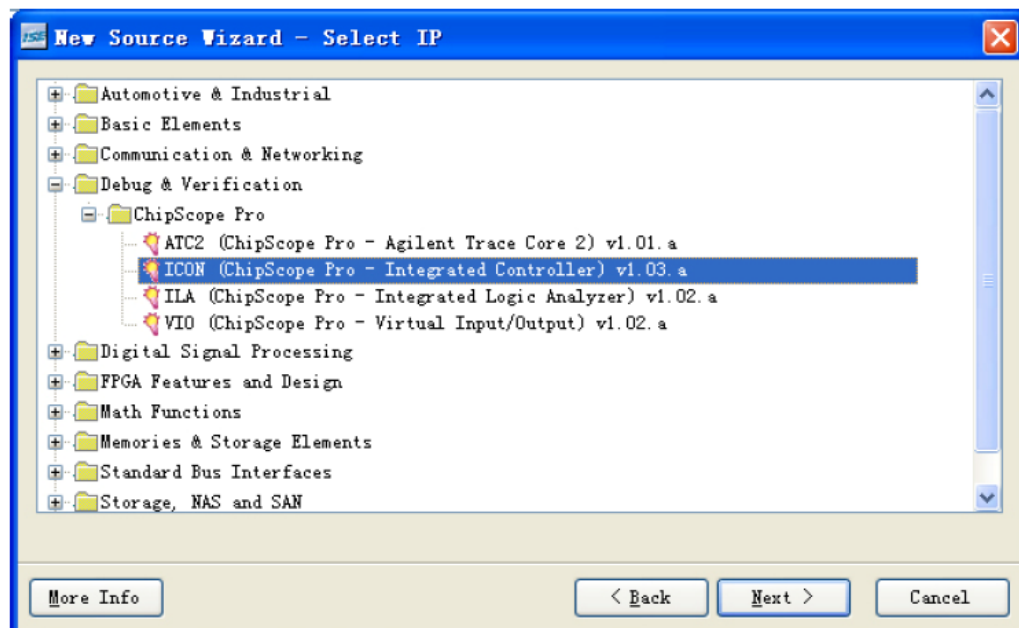 ISE New Source Wizard - Select IP
Automotive & Industrial
Basic Elements
Communication & Networking
Debug & Verification
ChipScope Pro
ATC2 (ChipScope Pro - Agilent Trace Core 2) v1.01.a
ICON (ChipScope Pro - Integrated Controller) v1.03.a
ILA (ChipScope Pro - Integrated Logic Analyzer) v1.02.a
VIO (ChipScope Pro - Virtual Input/Output) v1.02.a
Digital Signal Processing
FPGA Features and Design
Math Functions
Memories & Storage Elements
Standard Bus Interfaces
Storage, NAS and SAN
More Info < Back Next > Cancel